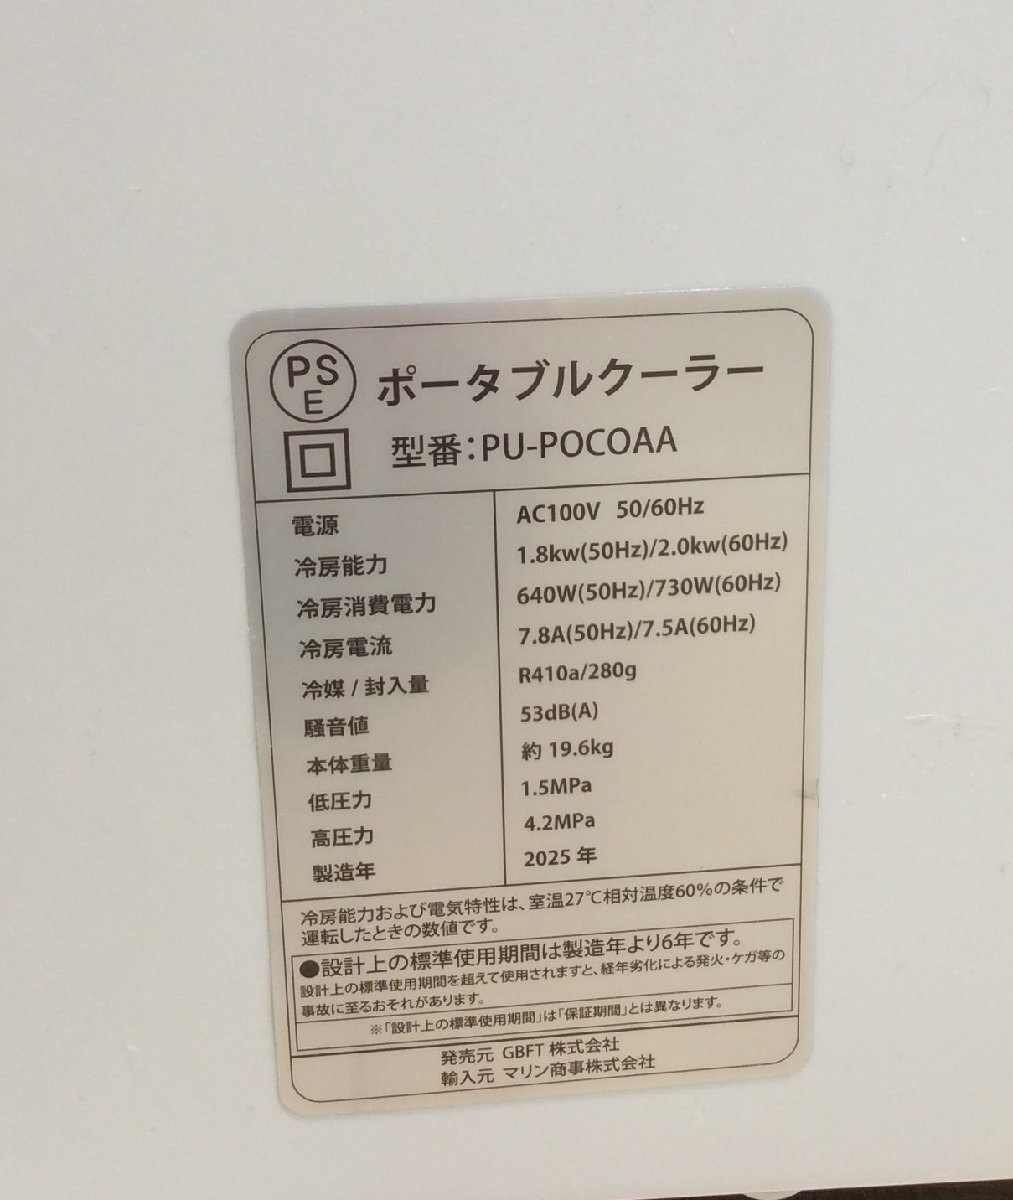 PS
E
ポータブルクーラー
型番:PU-POCOAA
電源 AC100V 50/60Hz
冷房能力 1.8kw(50Hz)/2.0kw(60Hz)
冷房消費電力 640W(50Hz)/730W(60Hz)
冷房電流 7.8A(50Hz)/7.5A(60Hz)
冷媒/封入量 R410a/280g
騒音値 53dB(A)
本体重量 約19.6kg
低圧力 1.5MPa
高圧力 4.2MPa
製造年 2025年
冷房能力および電気特性は、室温27℃相対温度60%の条件で
運転したときの数値です。
●設計上の標準使用期間は製造年より6年です。
設計上の標準使用期間を超えて使用されますと、経年劣化による発火・ケガ等の
事故に至るおそれがあります。
※「設計上の標準使用期間」は「保証期間」とは異なります。
発売元 GBFT 株式会社
輸入元 マリン商事株式会社